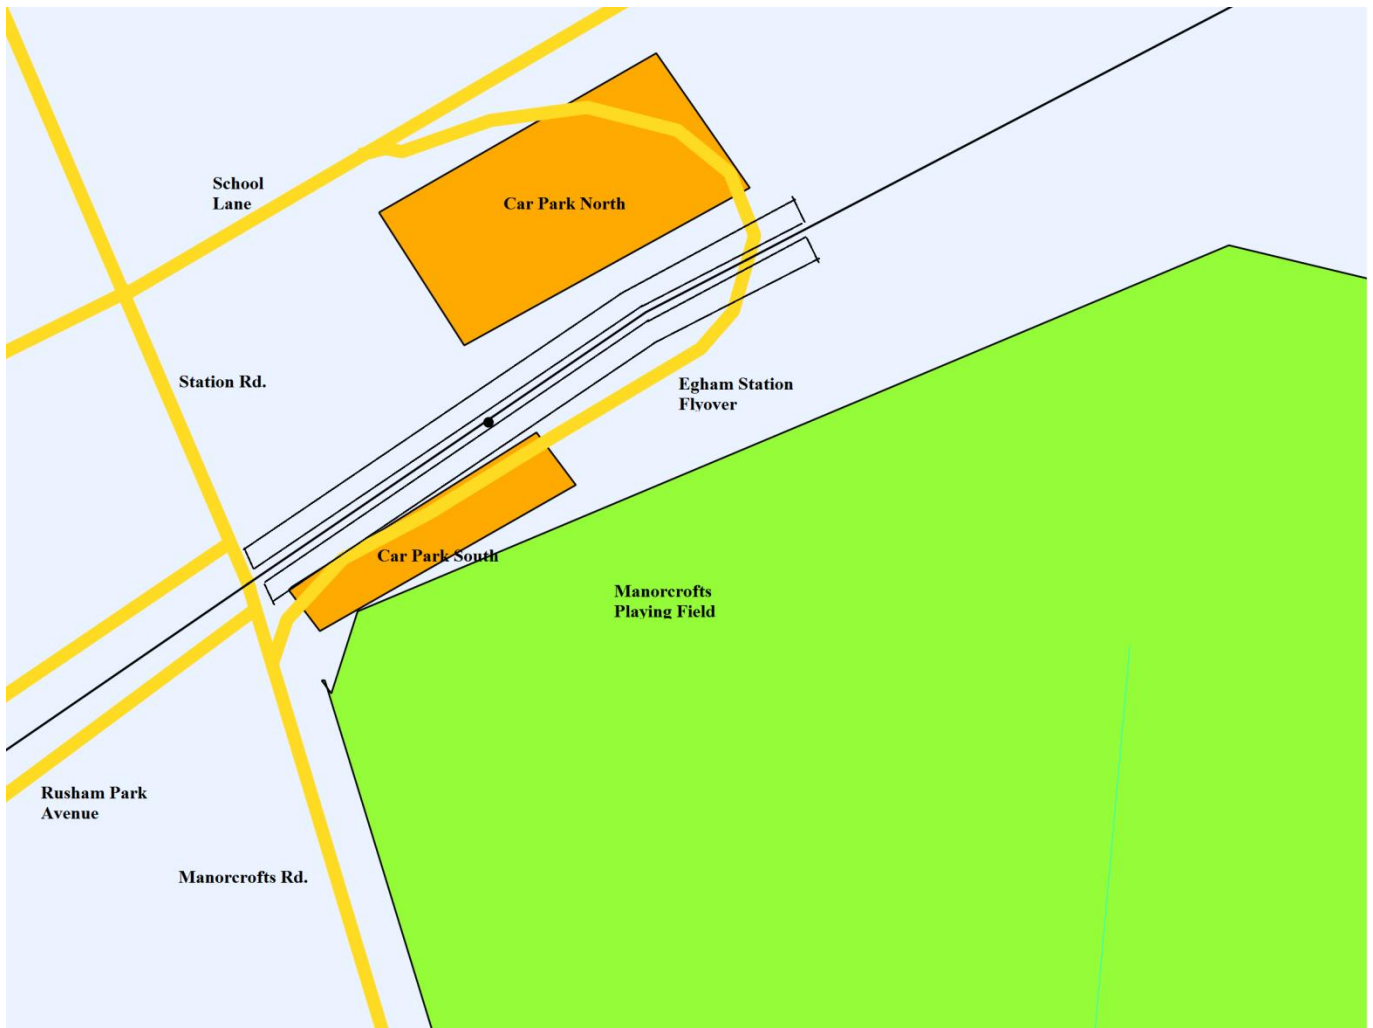 School
Lane
Car Park North
Station Rd.
Egham Station
Flyover
Car Park South
Manorcrofts
Playing Field
Rusham Park
Avenue
Manorcrofts Rd.